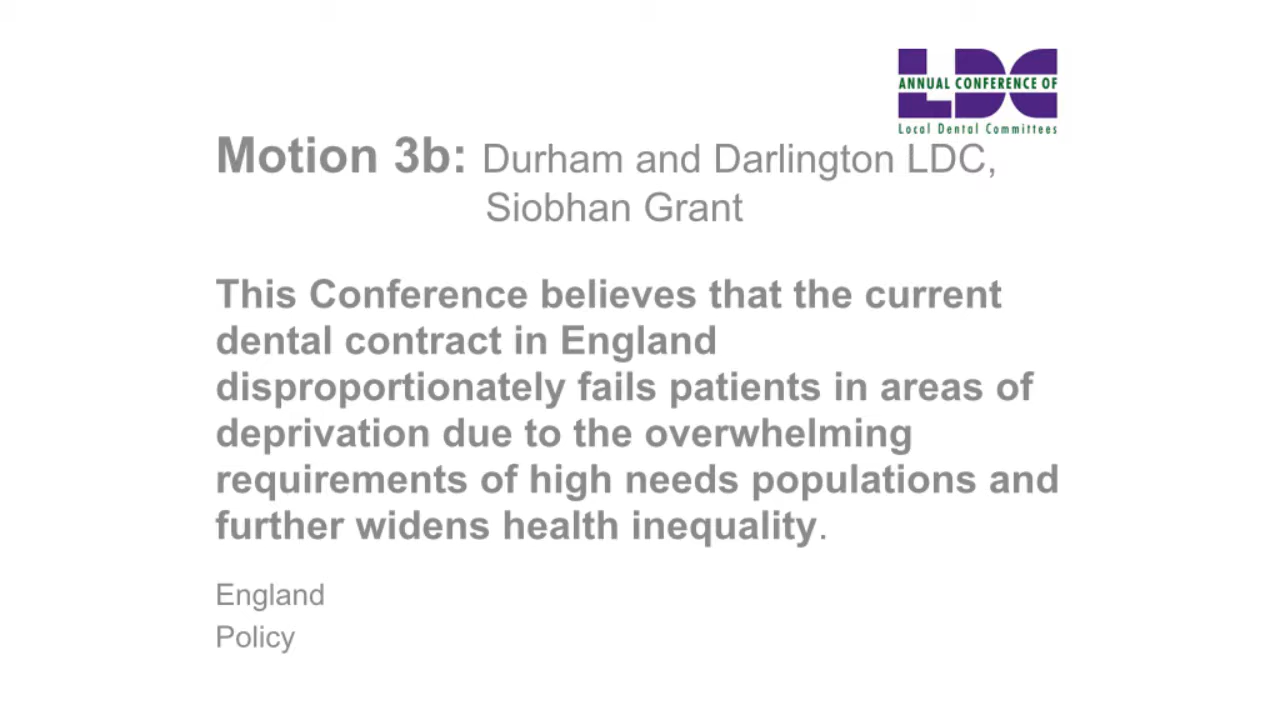 LDC
ANNUAL CONFERENCE OF
Local Dental Committees
Motion 3b: Durham and Darlington LDC,
Siobhan Grant
This Conference believes that the current
dental contract in England
disproportionately fails patients in areas of
deprivation due to the overwhelming
requirements of high needs populations and
further widens health inequality.
England
Policy